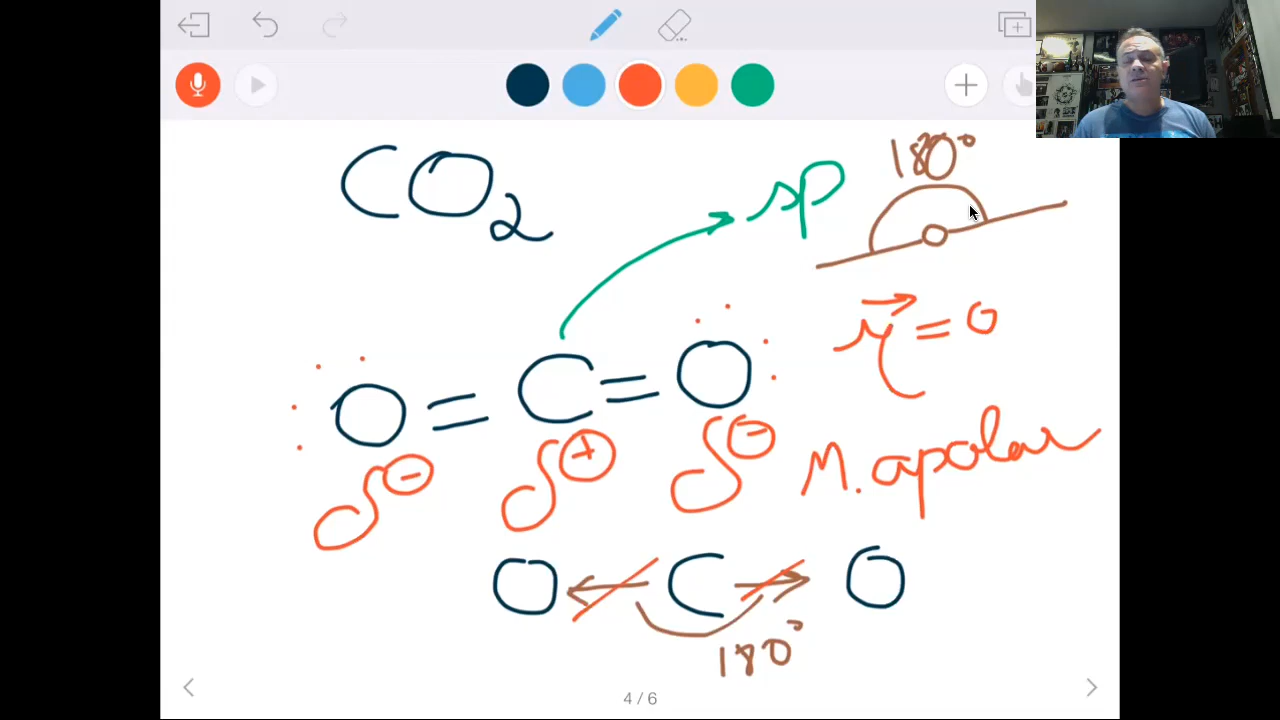 CO₂
sp
180°
O = C = O
μ⃗ = 0
δ⊖ δ⊕ δ⊖
M. apolar
O ← C → O
180°
4 / 6